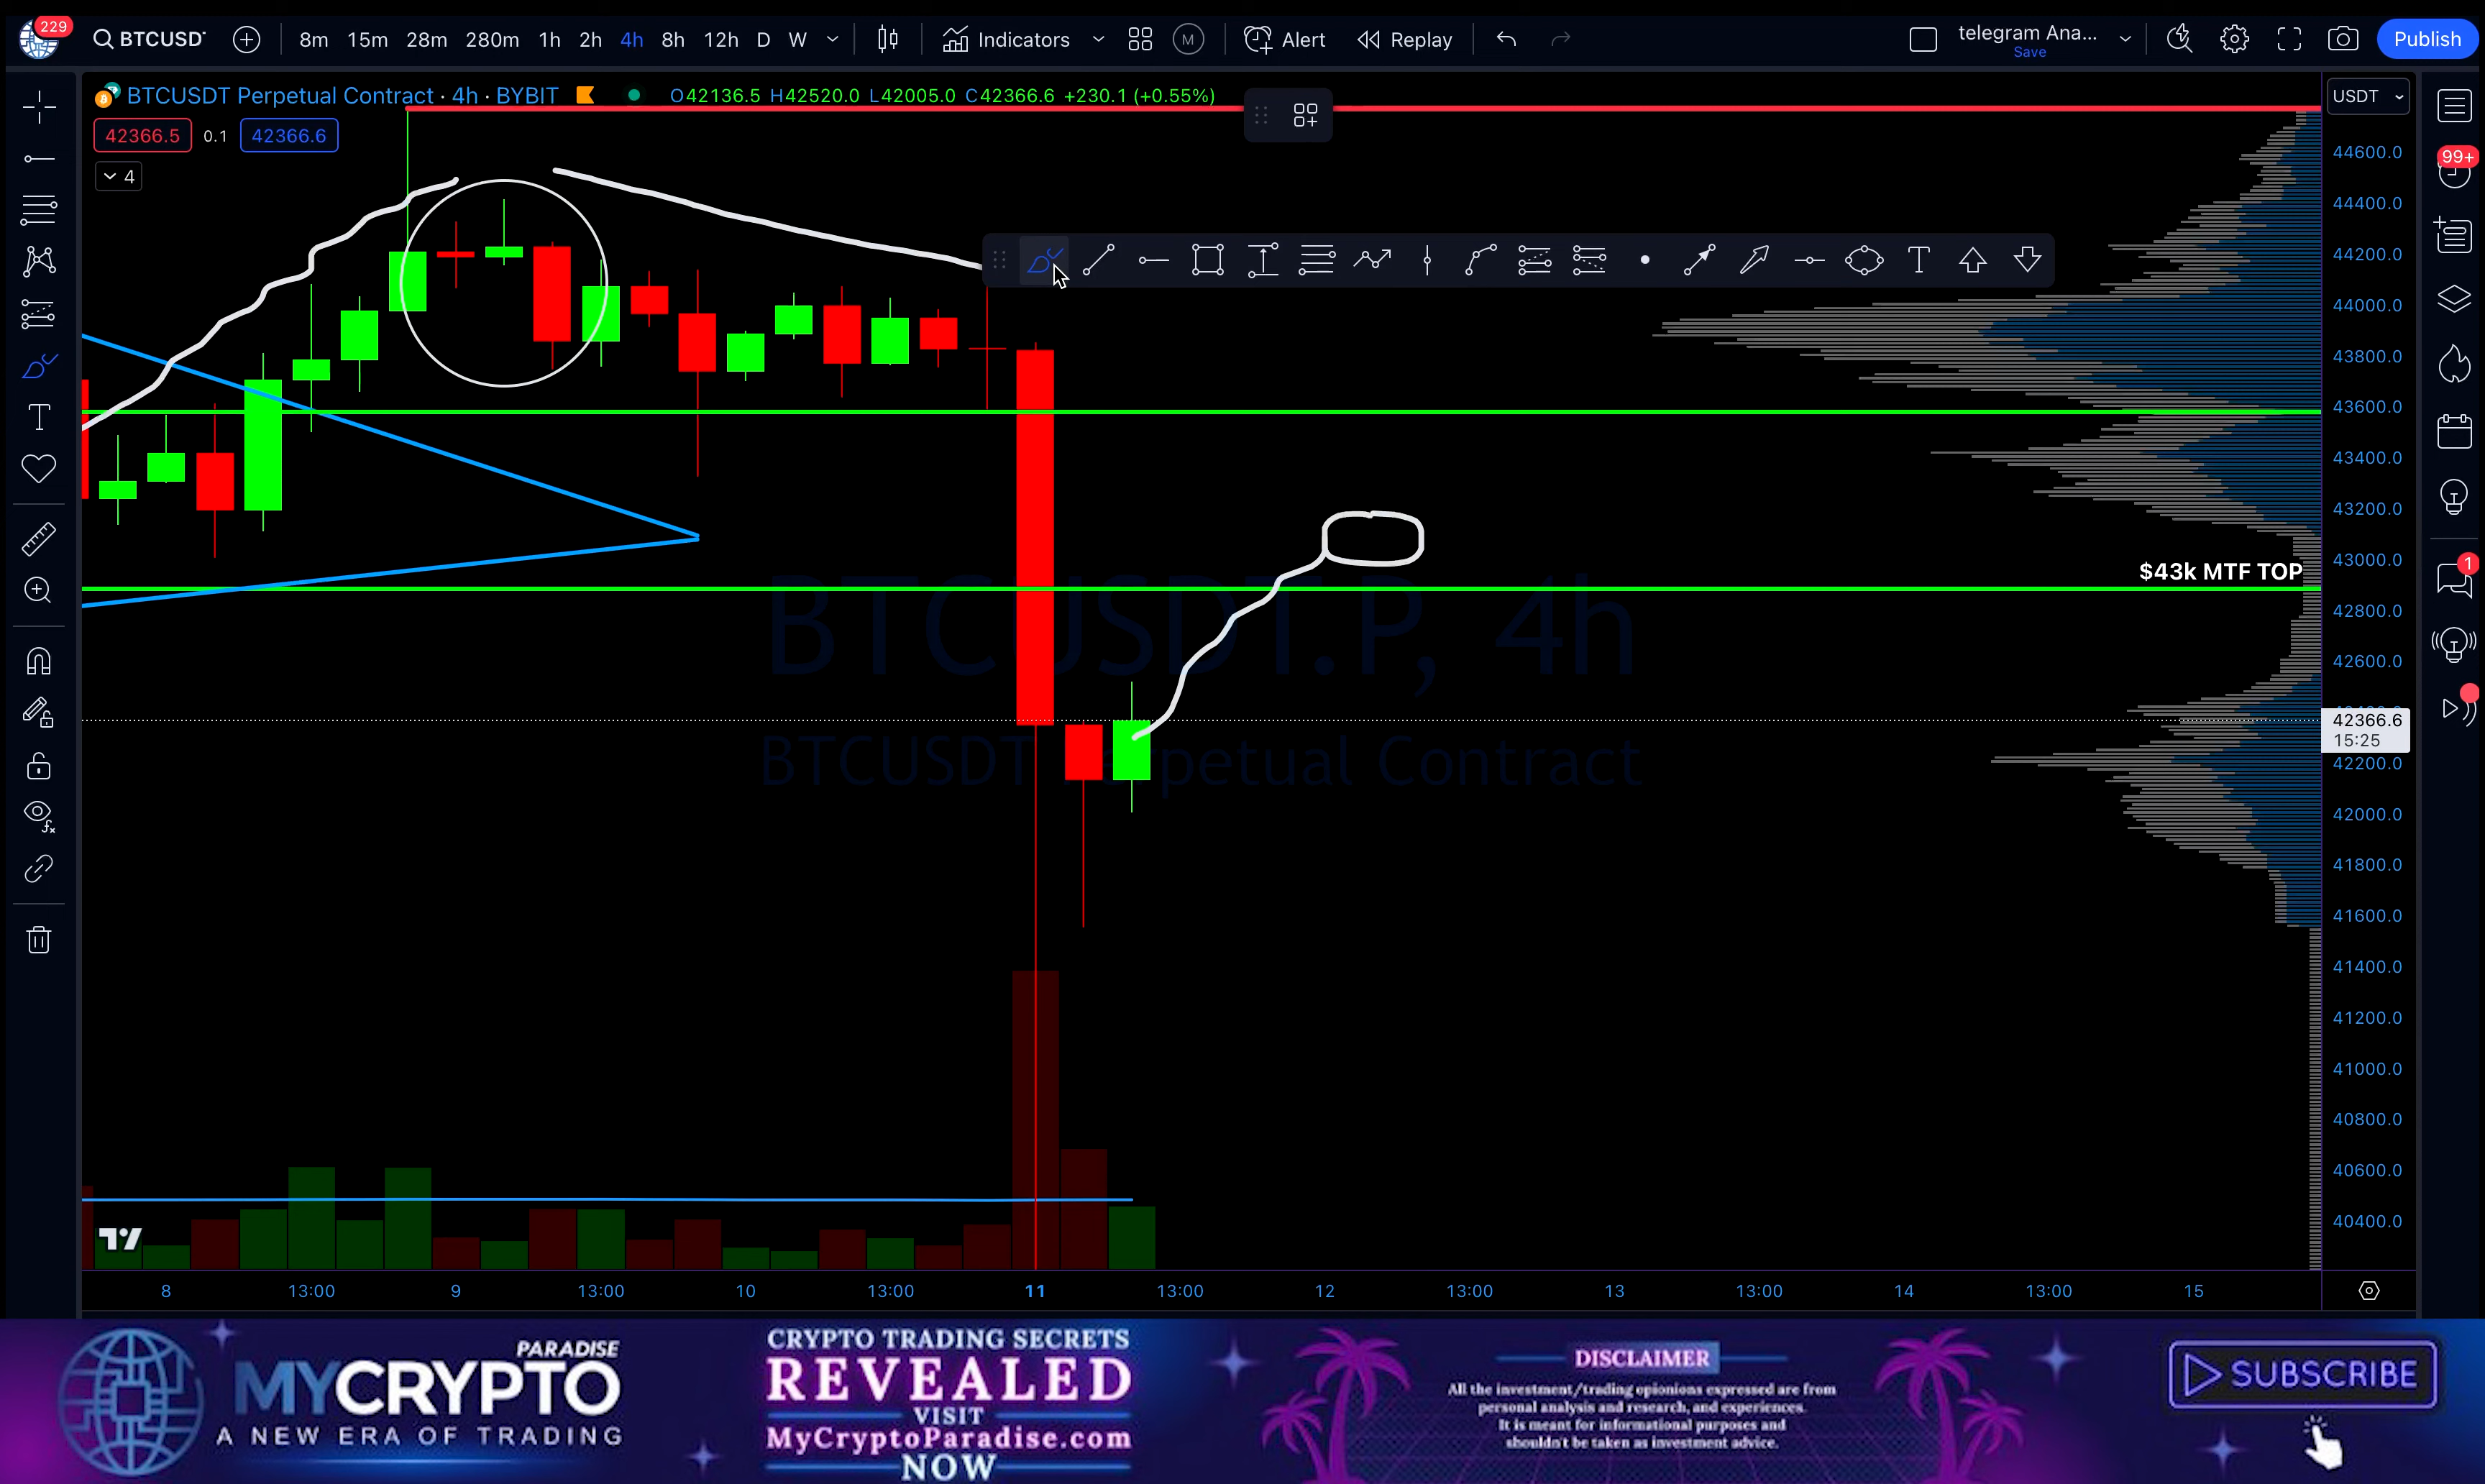 229
BTCUSD
8m 15m 28m 280m 1h 2h 4h 8h 12h D W
Indicators
M
Alert
Replay
telegram Ana...
Save
Publish
BTCUSDT Perpetual Contract · 4h · BYBIT
O42136.5 H42520.0 L42005.0 C42366.6 +230.1 (+0.55%)
USDT
42366.5 0.1 42366.6
4
99+
1
44600.0
44400.0
44200.0
44000.0
43800.0
43600.0
43400.0
43200.0
43000.0
$43k MTF TOP
42800.0
42600.0
42366.6
15:25
42200.0
42000.0
41800.0
41600.0
41400.0
41200.0
41000.0
40800.0
40600.0
40400.0
BTCUSDT.P, 4h
BTCUSDT Perpetual Contract
8 13:00 9 13:00 10 13:00 11 13:00 12 13:00 13 13:00 14 13:00 15
PARADISE
MYCRYPTO
A NEW ERA OF TRADING
CRYPTO TRADING SECRETS
REVEALED
VISIT
MyCryptoParadise.com
NOW
DISCLAIMER
All the investment/trading opionions expressed are from
personal analysis and research, and experiences.
It is meant for informational purposes and
shouldn't be taken as investment advice.
SUBSCRIBE